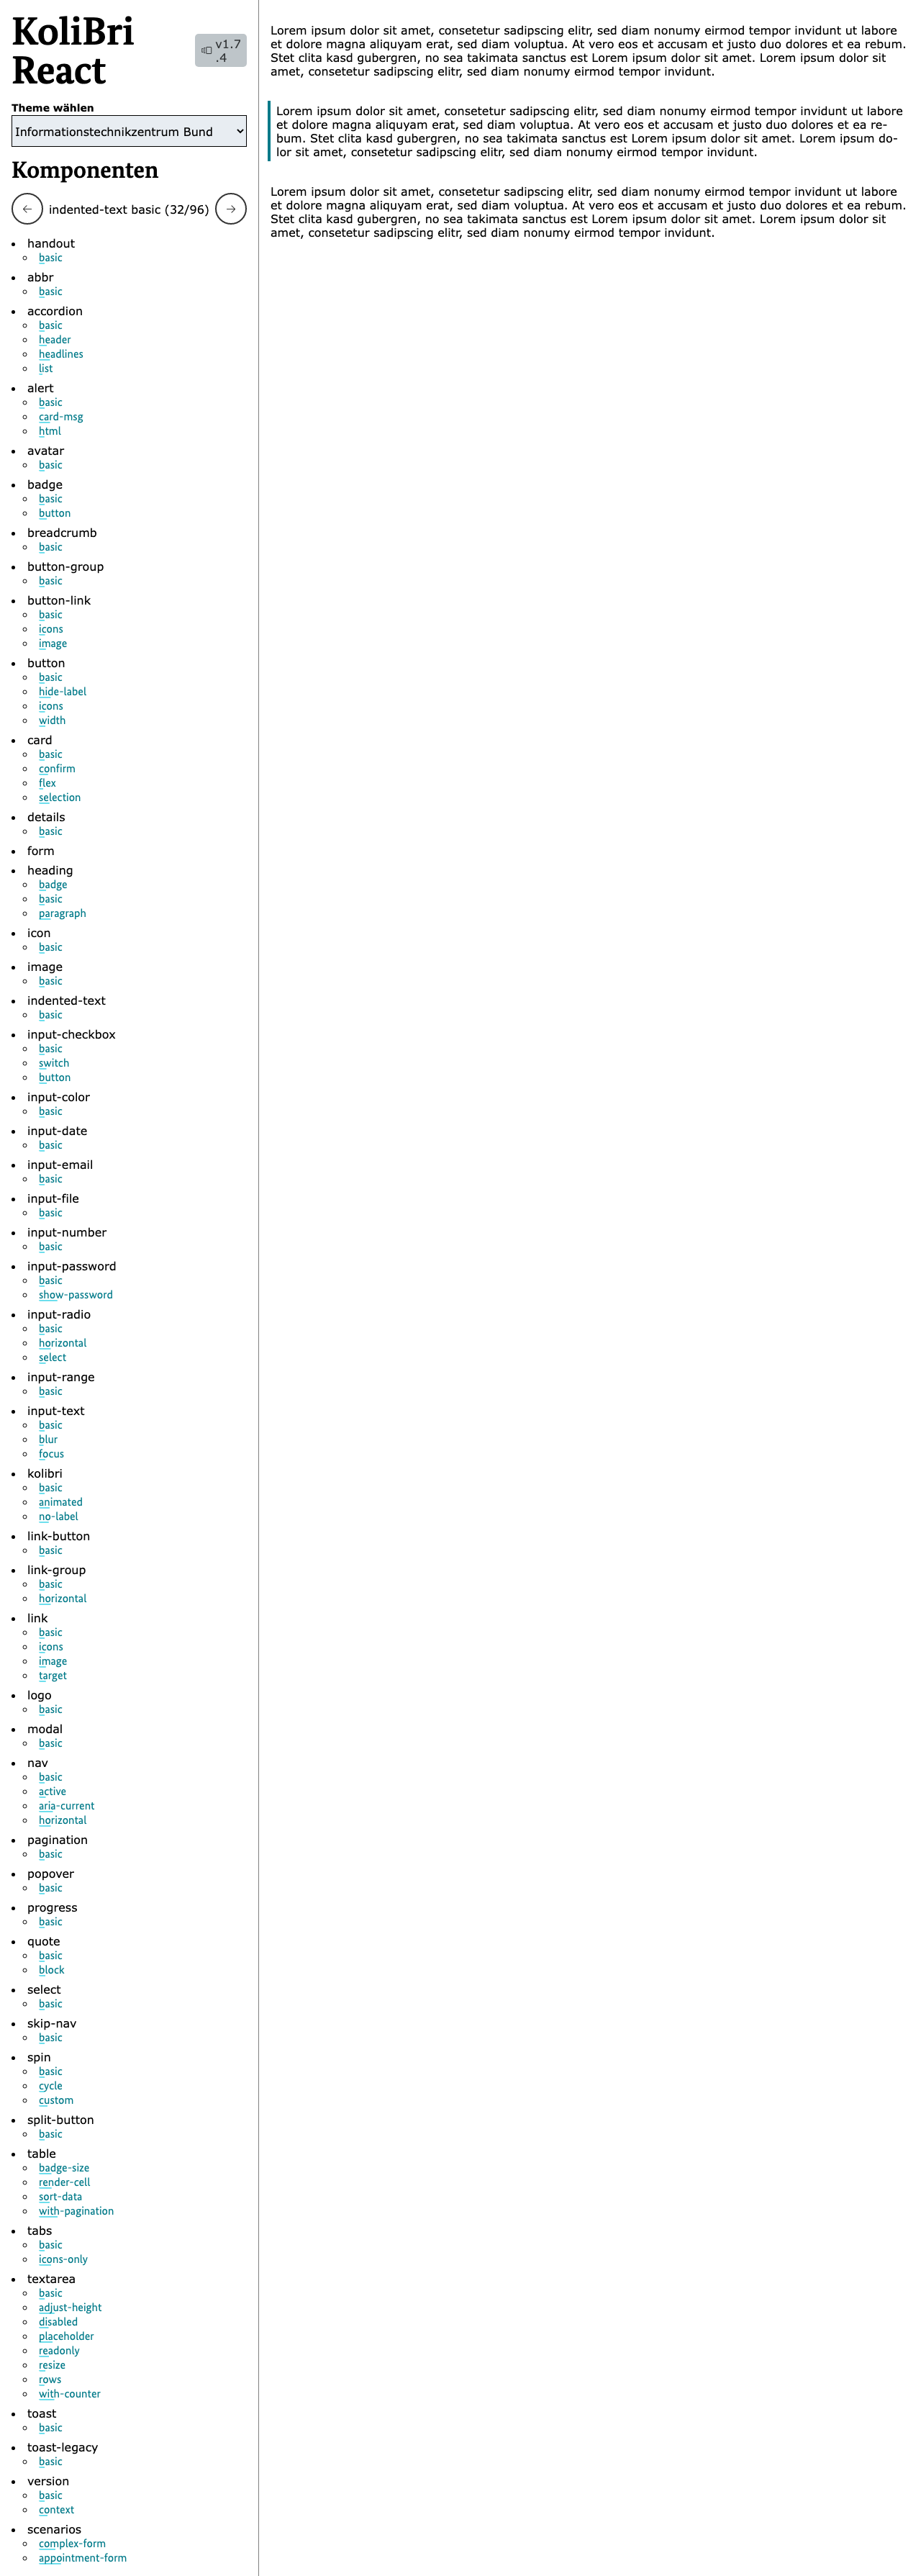 KoliBri
React
v1.7
.4
Theme wählen
Informationstechnikzentrum Bund
Komponenten
indented-text basic (32/96)
handout
basic
abbr
basic
accordion
basic
header
headlines
list
alert
basic
card-msg
html
avatar
basic
badge
basic
button
breadcrumb
basic
button-group
basic
button-link
basic
icons
image
button
basic
hide-label
icons
width
card
basic
confirm
flex
selection
details
basic
form
heading
badge
basic
paragraph
icon
basic
image
basic
indented-text
basic
input-checkbox
basic
switch
button
input-color
basic
input-date
basic
input-email
basic
input-file
basic
input-number
basic
input-password
basic
show-password
input-radio
basic
horizontal
select
input-range
basic
input-text
basic
blur
focus
kolibri
basic
animated
no-label
link-button
basic
link-group
basic
horizontal
link
basic
icons
image
target
logo
basic
modal
basic
nav
basic
active
aria-current
horizontal
pagination
basic
popover
basic
progress
basic
quote
basic
block
select
basic
skip-nav
basic
spin
basic
cycle
custom
split-button
basic
table
badge-size
render-cell
sort-data
with-pagination
tabs
basic
icons-only
textarea
basic
adjust-height
disabled
placeholder
readonly
resize
rows
with-counter
toast
basic
toast-legacy
basic
version
basic
context
scenarios
complex-form
appointment-form
Lorem ipsum dolor sit amet, consetetur sadipscing elitr, sed diam nonumy eirmod tempor invidunt ut labore
et dolore magna aliquyam erat, sed diam voluptua. At vero eos et accusam et justo duo dolores et ea rebum.
Stet clita kasd gubergren, no sea takimata sanctus est Lorem ipsum dolor sit amet. Lorem ipsum dolor sit
amet, consetetur sadipscing elitr, sed diam nonumy eirmod tempor invidunt.
Lorem ipsum dolor sit amet, consetetur sadipscing elitr, sed diam nonumy eirmod tempor invidunt ut labore
et dolore magna aliquyam erat, sed diam voluptua. At vero eos et accusam et justo duo dolores et ea re-
bum. Stet clita kasd gubergren, no sea takimata sanctus est Lorem ipsum dolor sit amet. Lorem ipsum do-
lor sit amet, consetetur sadipscing elitr, sed diam nonumy eirmod tempor invidunt.
Lorem ipsum dolor sit amet, consetetur sadipscing elitr, sed diam nonumy eirmod tempor invidunt ut labore
et dolore magna aliquyam erat, sed diam voluptua. At vero eos et accusam et justo duo dolores et ea rebum.
Stet clita kasd gubergren, no sea takimata sanctus est Lorem ipsum dolor sit amet. Lorem ipsum dolor sit
amet, consetetur sadipscing elitr, sed diam nonumy eirmod tempor invidunt.